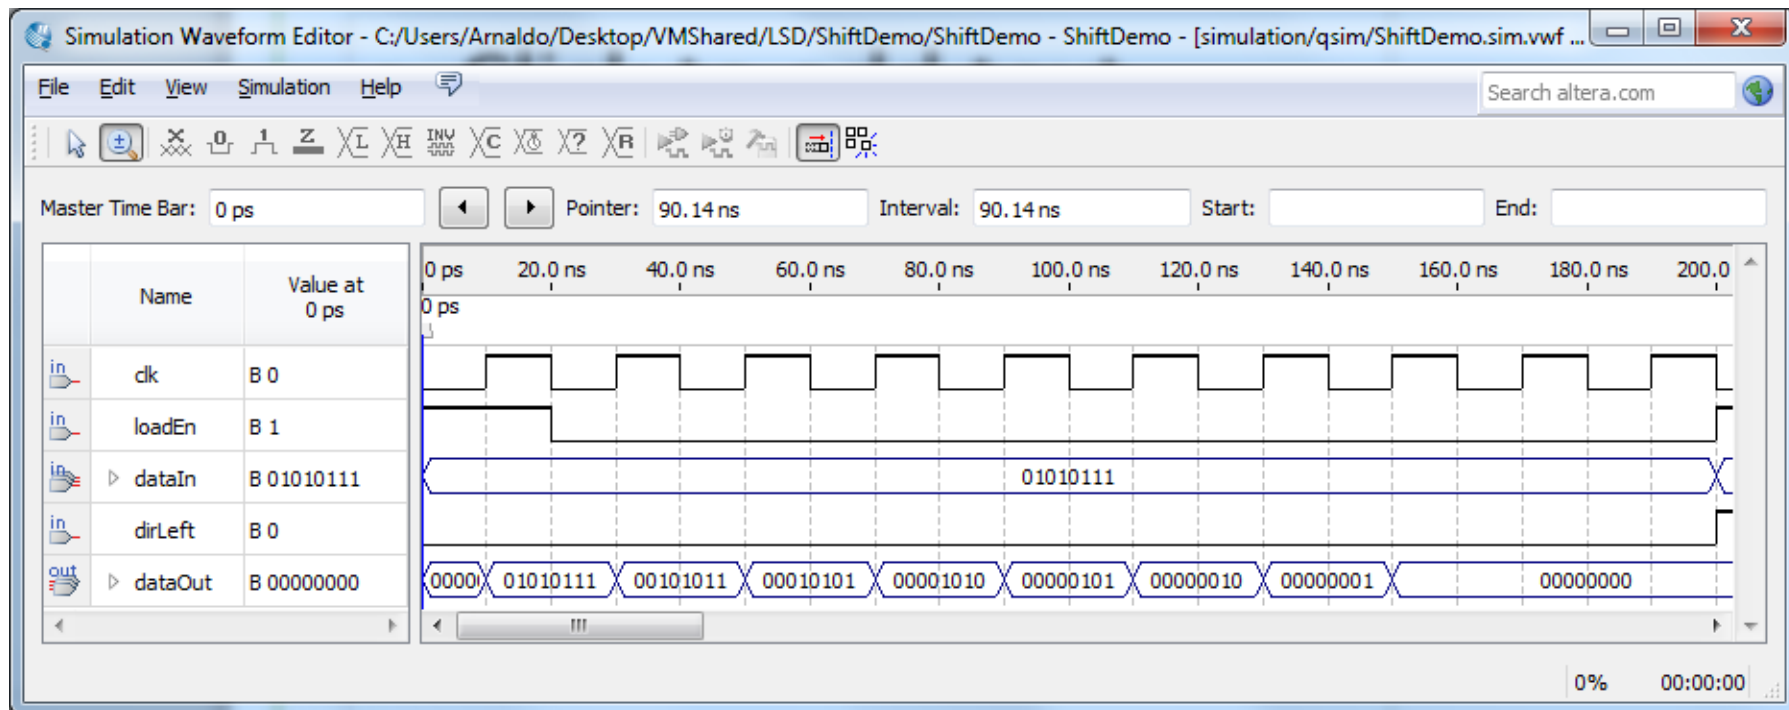 Simulation Waveform Editor - C:/Users/Arnaldo/Desktop/VMShared/LSD/ShiftDemo/ShiftDemo - ShiftDemo - [simulation/qsim/ShiftDemo.sim.vwf ...
File Edit View Simulation Help
Search altera.com
Master Time Bar: 0 ps Pointer: 90.14 ns Interval: 90.14 ns Start: End:
Name Value at 0 ps
0 ps 20.0 ns 40.0 ns 60.0 ns 80.0 ns 100.0 ns 120.0 ns 140.0 ns 160.0 ns 180.0 ns 200.0
0 ps
in clk B 0
in loadEn B 1
in dataIn B 01010111 01010111
in dirLeft B 0
out dataOut B 00000000 0000 01010111 00101011 00010101 00001010 00000101 00000010 00000001 00000000
0% 00:00:00